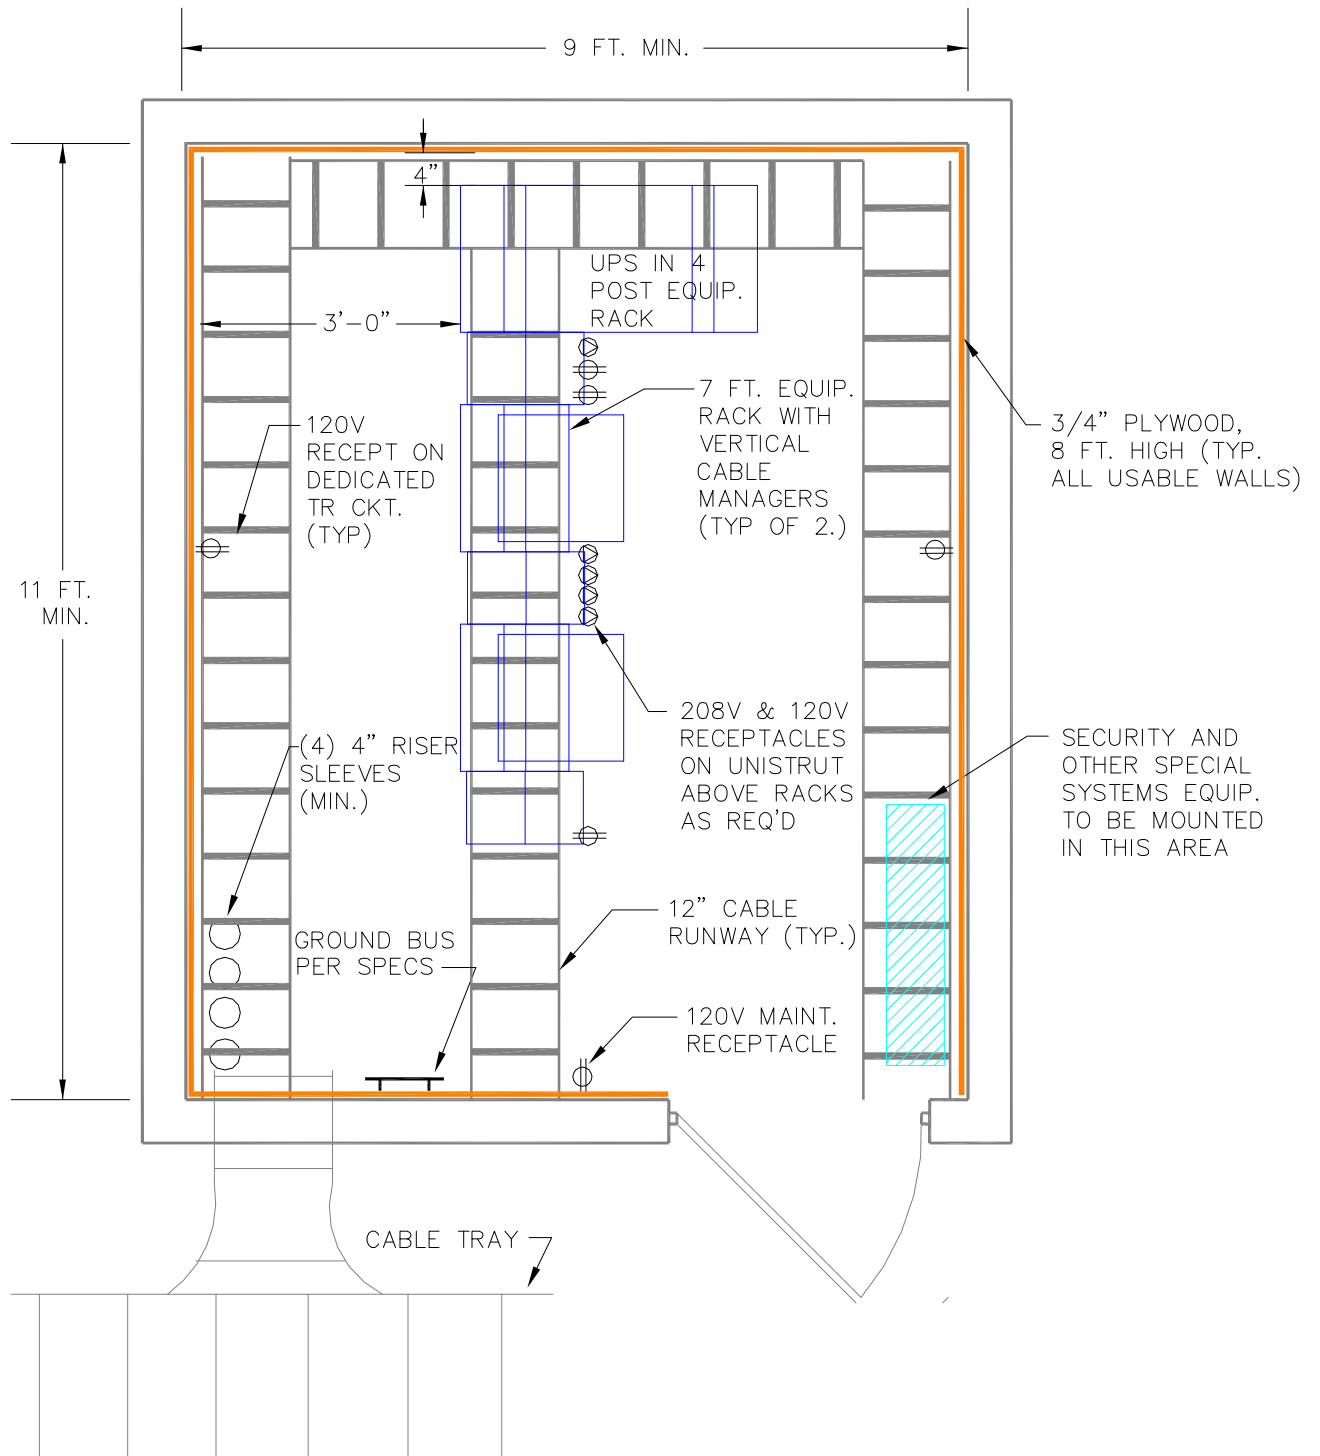 9 FT. MIN.
4"
UPS IN 4
POST EQUIP.
RACK
3'-0"
7 FT. EQUIP.
RACK WITH
VERTICAL
CABLE
MANAGERS
(TYP OF 2.)
120V
RECEPT ON
DEDICATED
TR CKT.
(TYP)
3/4" PLYWOOD,
8 FT. HIGH (TYP.
ALL USABLE WALLS)
11 FT.
MIN.
208V & 120V
RECEPTACLES
ON UNISTRUT
ABOVE RACKS
AS REQ'D
(4) 4" RISER
SLEEVES
(MIN.)
SECURITY AND
OTHER SPECIAL
SYSTEMS EQUIP.
TO BE MOUNTED
IN THIS AREA
12" CABLE
RUNWAY (TYP.)
GROUND BUS
PER SPECS
120V MAINT.
RECEPTACLE
CABLE TRAY